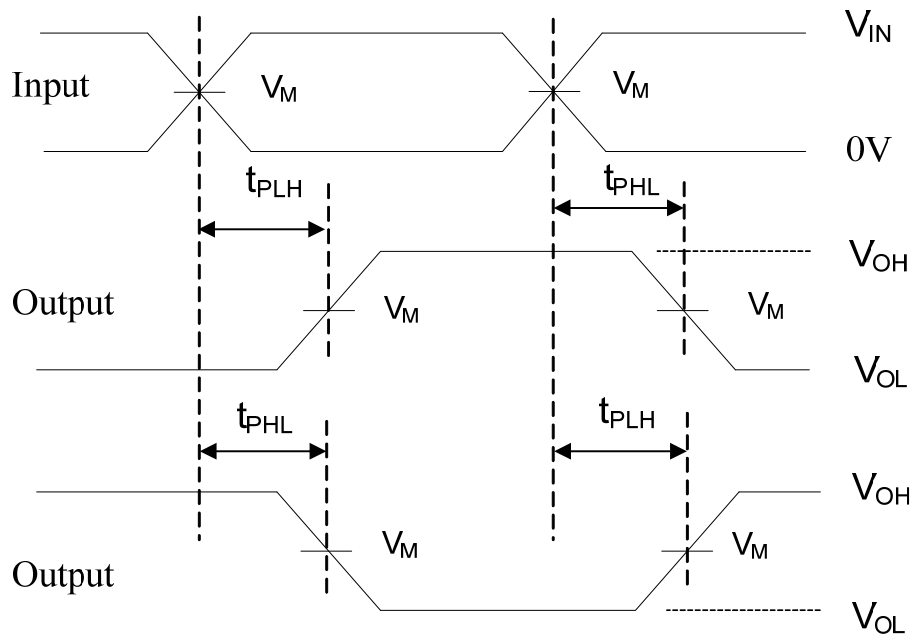 V_IN
Input
V_M
V_M
0V
t_PLH
t_PHL
V_OH
Output
V_M
V_M
V_OL
t_PHL
t_PLH
V_OH
V_M
V_M
Output
V_OL